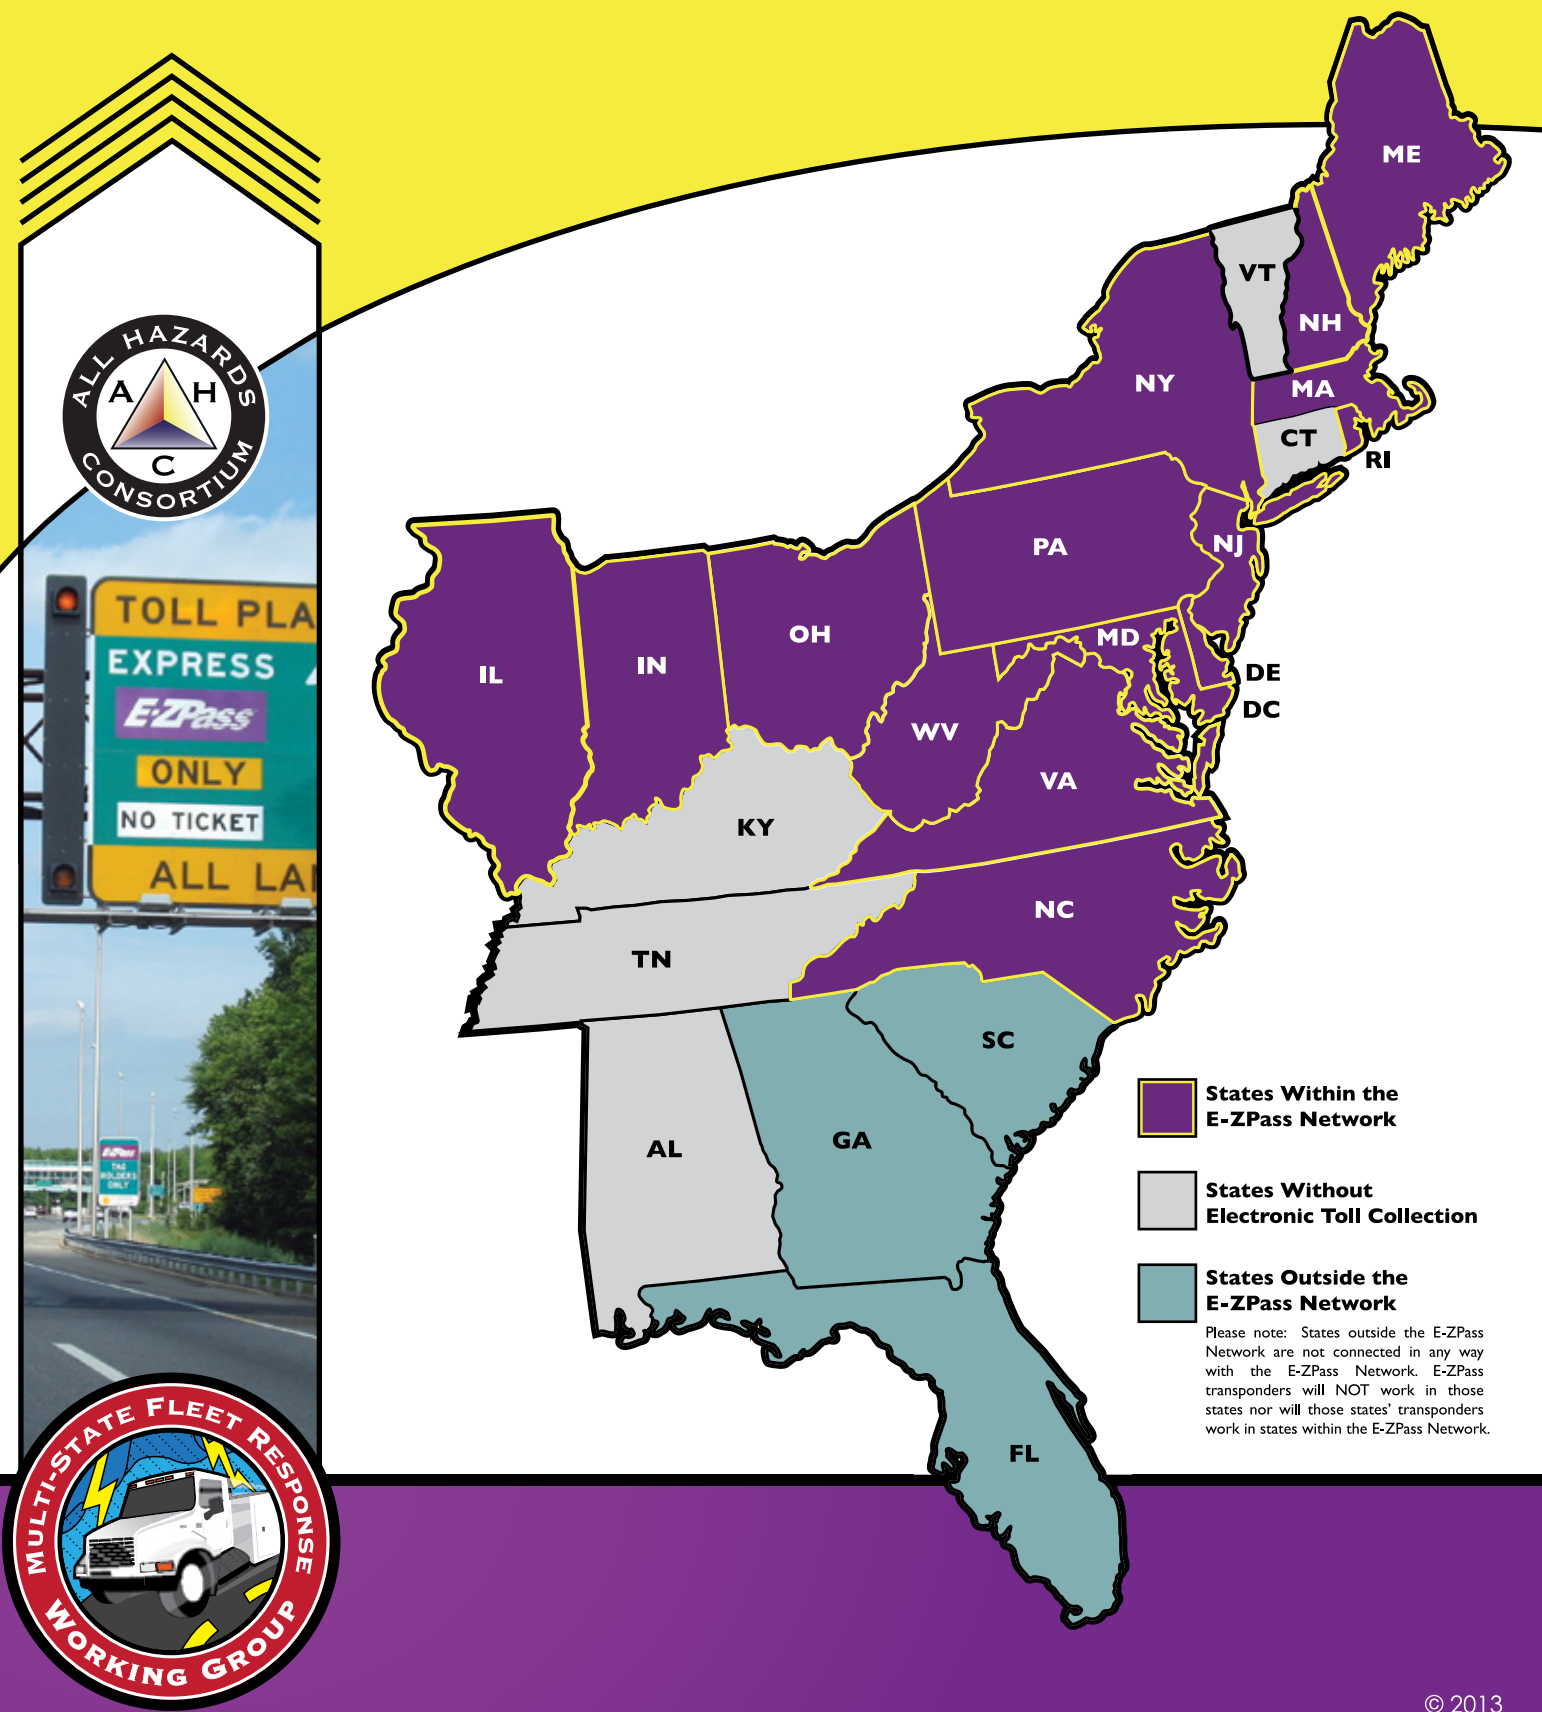 ALL HAZARDS
CONSORTIUM
A
H
C
TOLL PLA
EXPRESS
E-ZPass
ONLY
NO TICKET
ALL LA
E-ZPass
TAG
HOLDERS
ONLY
ME
VT
NH
NY
MA
CT
RI
PA
NJ
OH
MD
IN
IL
DE
DC
WV
VA
KY
NC
TN
SC
GA
AL
FL
States Within the
E-ZPass Network
States Without
Electronic Toll Collection
States Outside the
E-ZPass Network
Please note: States outside the E-ZPass
Network are not connected in any way
with the E-ZPass Network. E-ZPass
transponders will NOT work in those
states nor will those states' transponders
work in states within the E-ZPass Network.
MULTI-STATE FLEET RESPONSE
WORKING GROUP
© 2013